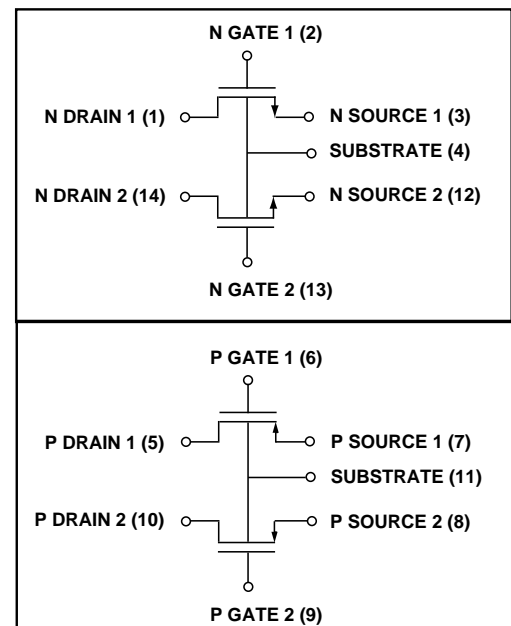 N GATE 1 (2)
N DRAIN 1 (1)
N SOURCE 1 (3)
SUBSTRATE (4)
N DRAIN 2 (14)
N SOURCE 2 (12)
N GATE 2 (13)
P GATE 1 (6)
P DRAIN 1 (5)
P SOURCE 1 (7)
SUBSTRATE (11)
P DRAIN 2 (10)
P SOURCE 2 (8)
P GATE 2 (9)